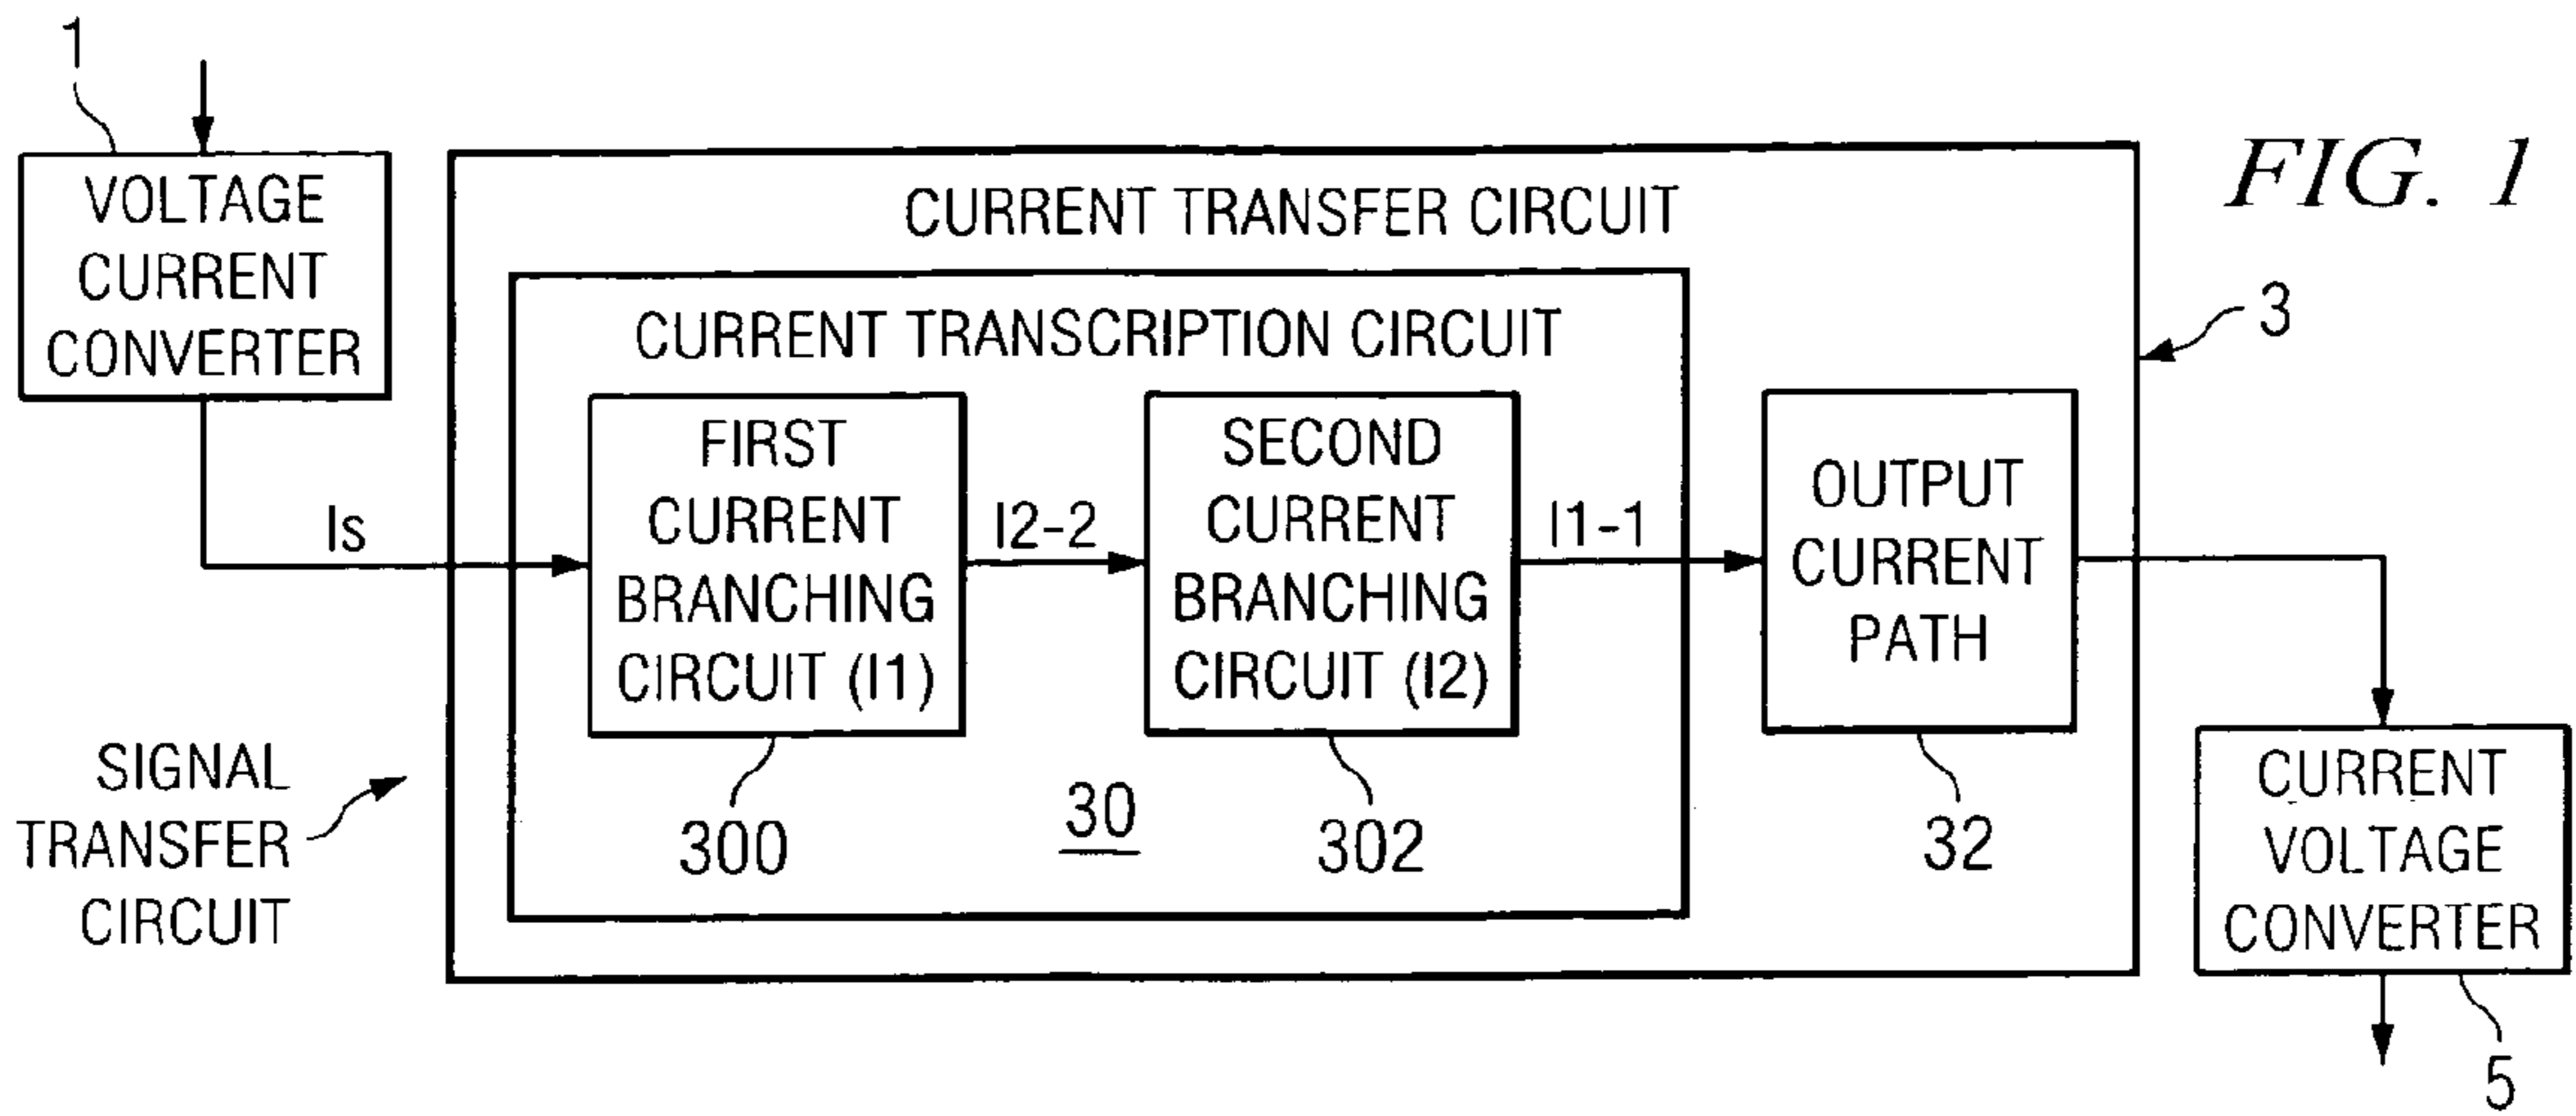 1
FIG. 1
VOLTAGE
CURRENT
CONVERTER
CURRENT TRANSFER CIRCUIT
CURRENT TRANSCRIPTION CIRCUIT
3
Is
FIRST
CURRENT
BRANCHING
CIRCUIT (I1)
I2-2
SECOND
CURRENT
BRANCHING
CIRCUIT (I2)
I1-1
OUTPUT
CURRENT
PATH
SIGNAL
TRANSFER
CIRCUIT
300
30
302
32
CURRENT
VOLTAGE
CONVERTER
5